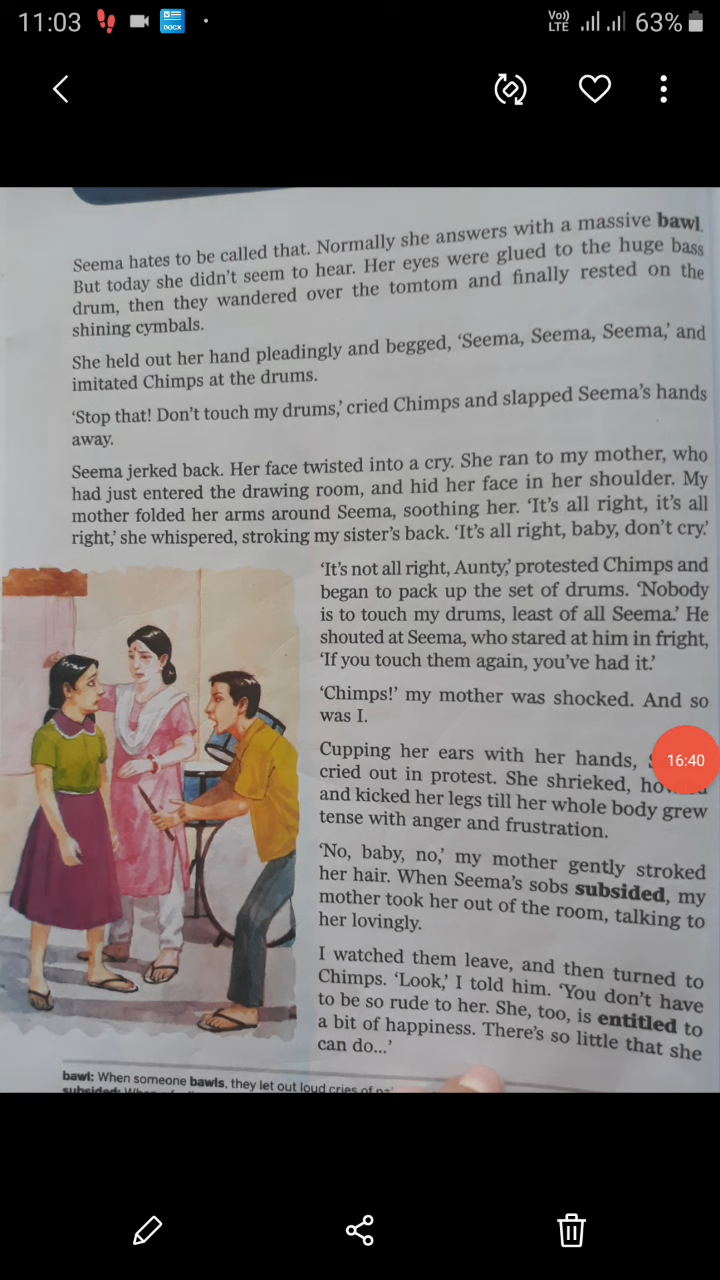 11:03
DOCX
Vo))
LTE
63%
Seema hates to be called that. Normally she answers with a massive bawl.
But today she didn't seem to hear. Her eyes were glued to the huge bass
drum, then they wandered over the tomtom and finally rested on the
shining cymbals.
She held out her hand pleadingly and begged, 'Seema, Seema, Seema,' and
imitated Chimps at the drums.
'Stop that! Don't touch my drums,' cried Chimps and slapped Seema's hands
away.
Seema jerked back. Her face twisted into a cry. She ran to my mother, who
had just entered the drawing room, and hid her face in her shoulder. My
mother folded her arms around Seema, soothing her. 'It's all right, it's all
right,' she whispered, stroking my sister's back. 'It's all right, baby, don't cry.'
'It's not all right, Aunty,' protested Chimps and
began to pack up the set of drums. 'Nobody
is to touch my drums, least of all Seema.' He
shouted at Seema, who stared at him in fright,
'If you touch them again, you've had it.'
'Chimps!' my mother was shocked. And so
was I.
Cupping her ears with her hands,
16:40
cried out in protest. She shrieked,
and kicked her legs till her whole body grew
tense with anger and frustration.
'No, baby, no,' my mother gently stroked
her hair. When Seema's sobs subsided, my
mother took her out of the room, talking to
her lovingly.
I watched them leave, and then turned to
Chimps. 'Look,' I told him. 'You don't have
to be so rude to her. She, too, is entitled to
a bit of happiness. There's so little that she
can do...'
bawl: When someone bawls, they let out loud cries of
subsided: